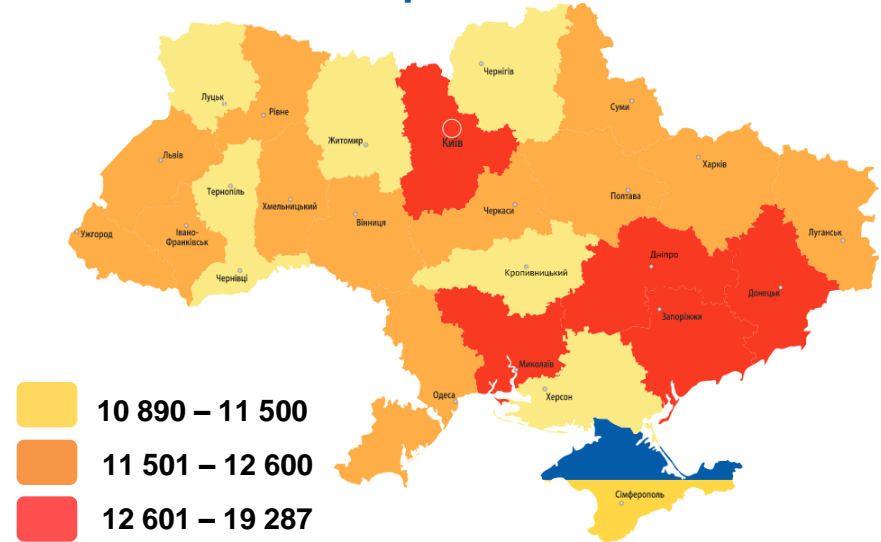 Чернігів
Луцьк
Рівне
Суми
Житомир
Київ
Львів
Харків
Тернопіль
Хмельницький
Полтава
Черкаси
Вінниця
Ужгород
Івано-
Франківськ
Луганськ
Дніпро
Чернівці
Кропивницький
Донецьк
Запоріжжя
Миколаїв
Одеса
Херсон
10 890 – 11 500
11 501 – 12 600
12 601 – 19 287
Сімферополь